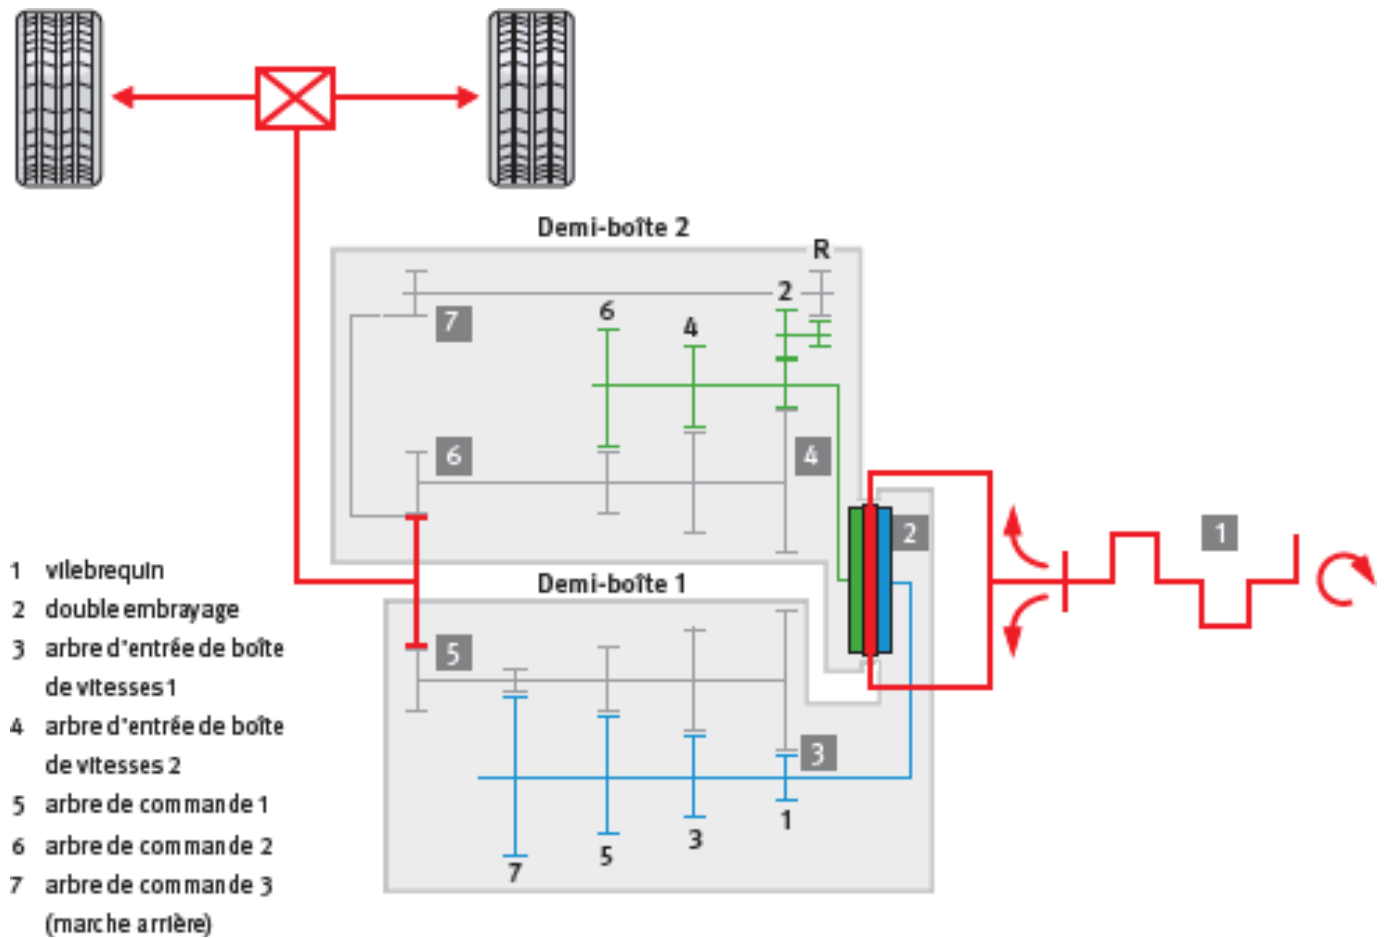 Demi-boîte 2
R
2
6
7
4
6
4
2
1
1 vilebrequin
Demi-boîte 1
2 double embrayage
3 arbre d'entrée de boîte
5
de vitesses 1
4 arbre d'entrée de boîte
3
de vitesses 2
5 arbre de commande 1
1
3
6 arbre de commande 2
5
7
7 arbre de commande 3
(marche arrière)